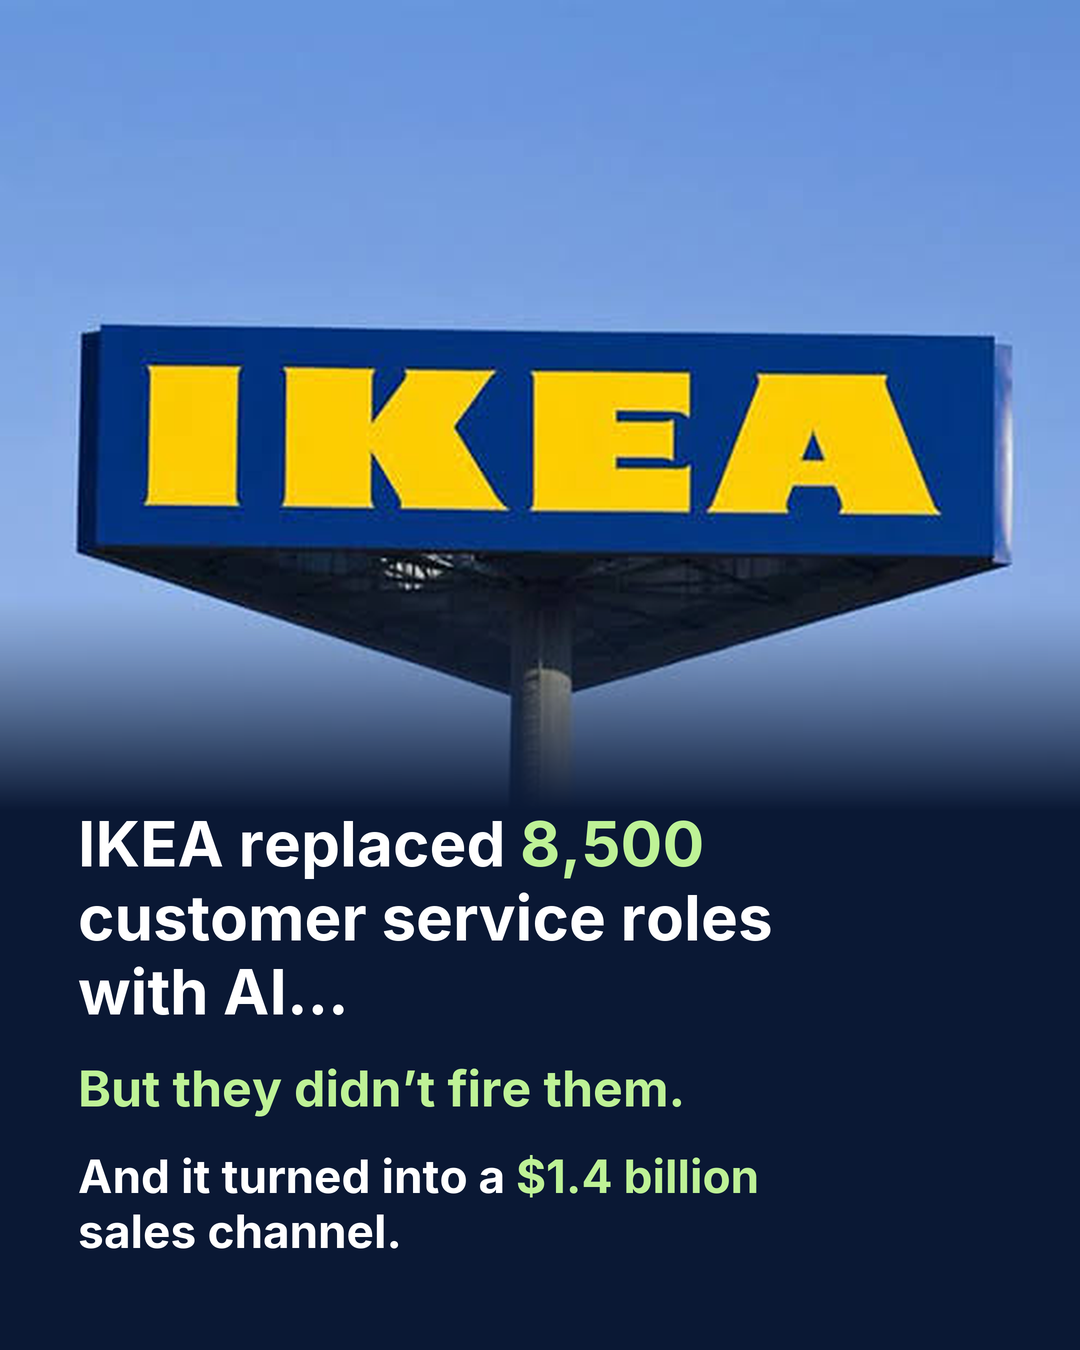 IKEA
IKEA replaced 8,500
customer service roles
with AI...
But they didn’t fire them.
And it turned into a $1.4 billion
sales channel.